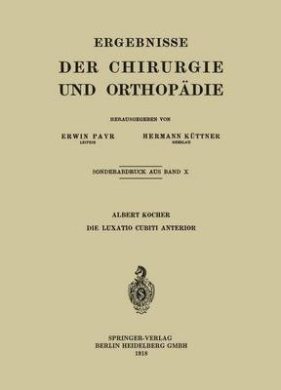 ERGEBNISSE
DER CHIRURGIE
UND ORTHOPÄDIE
HERAUSGEGEBEN VON
ERWIN PAYR HERMANN KÜTTNER
LEIPZIG BRESLAU
SONDERABDRUCK AUS BAND X
ALBERT KOCHER
DIE LUXATIO CUBITI ANTERIOR
SPRINGER-VERLAG
BERLIN HEIDELBERG GMBH
1918